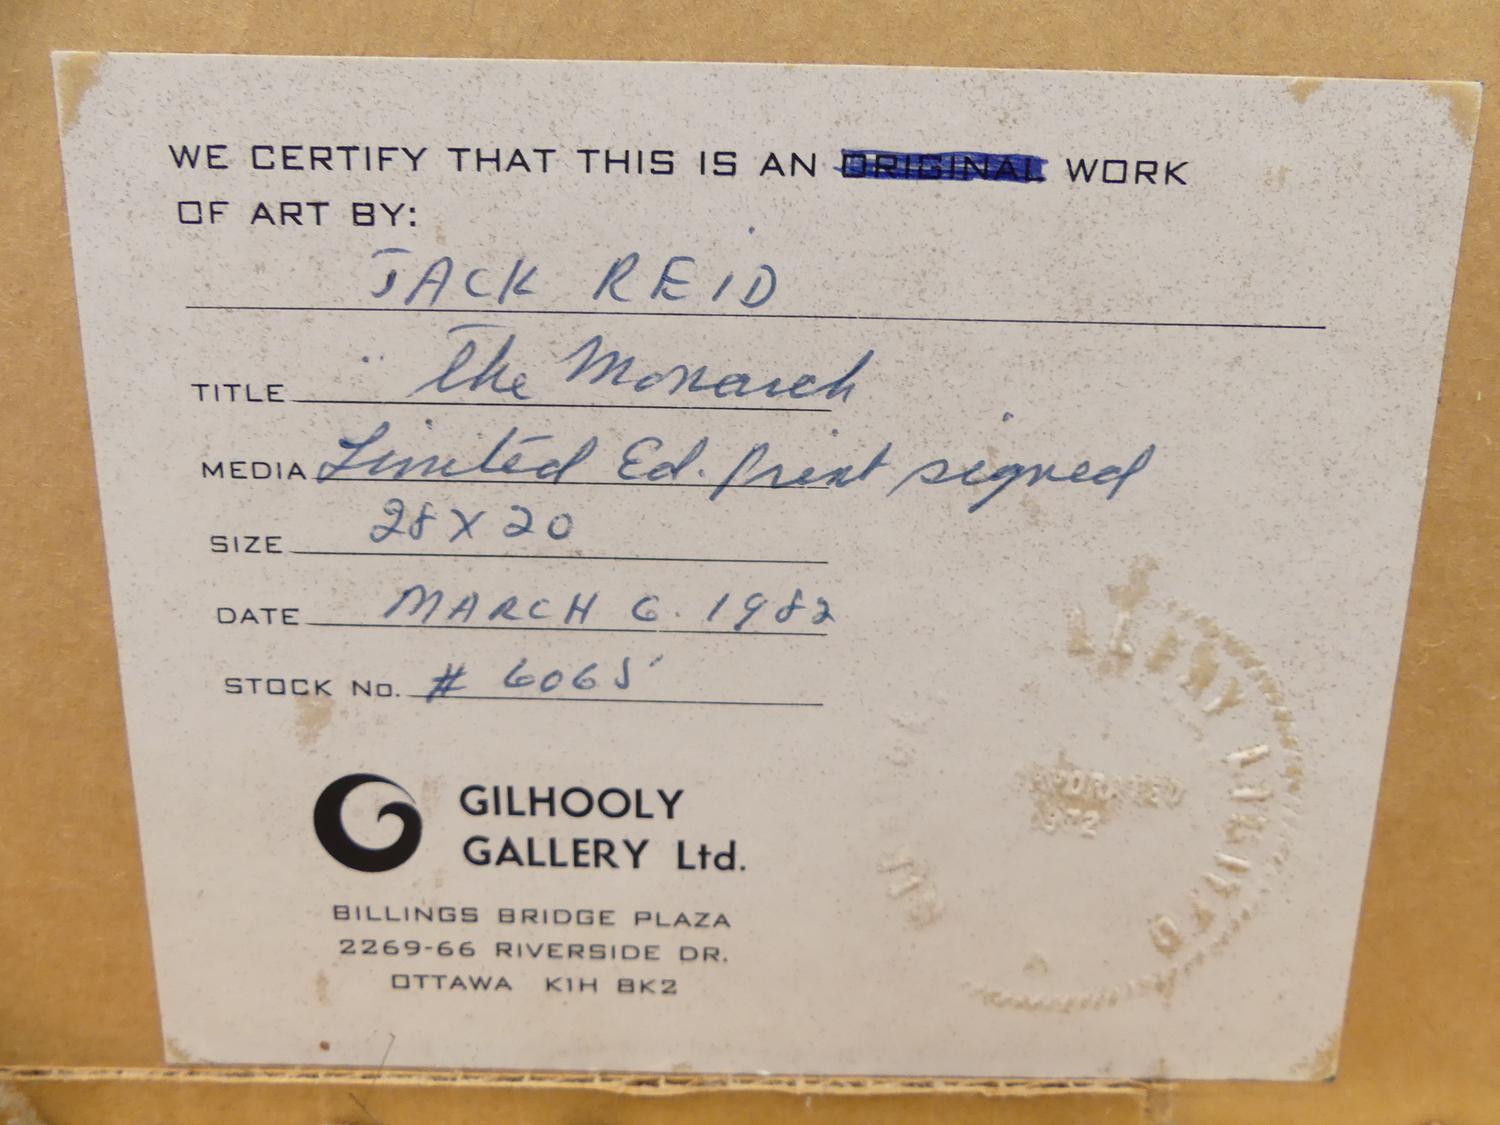 WE CERTIFY THAT THIS IS AN ORIGINAL WORK
OF ART BY:
JACK REID
TITLE " The Monarch
MEDIA Limited Ed. Print signed
SIZE 28 X 20
DATE MARCH 6. 1982
STOCK No. # 6065
GILHOOLY
GALLERY Ltd.
BILLINGS BRIDGE PLAZA
2269-66 RIVERSIDE DR.
OTTAWA K1H 8K2